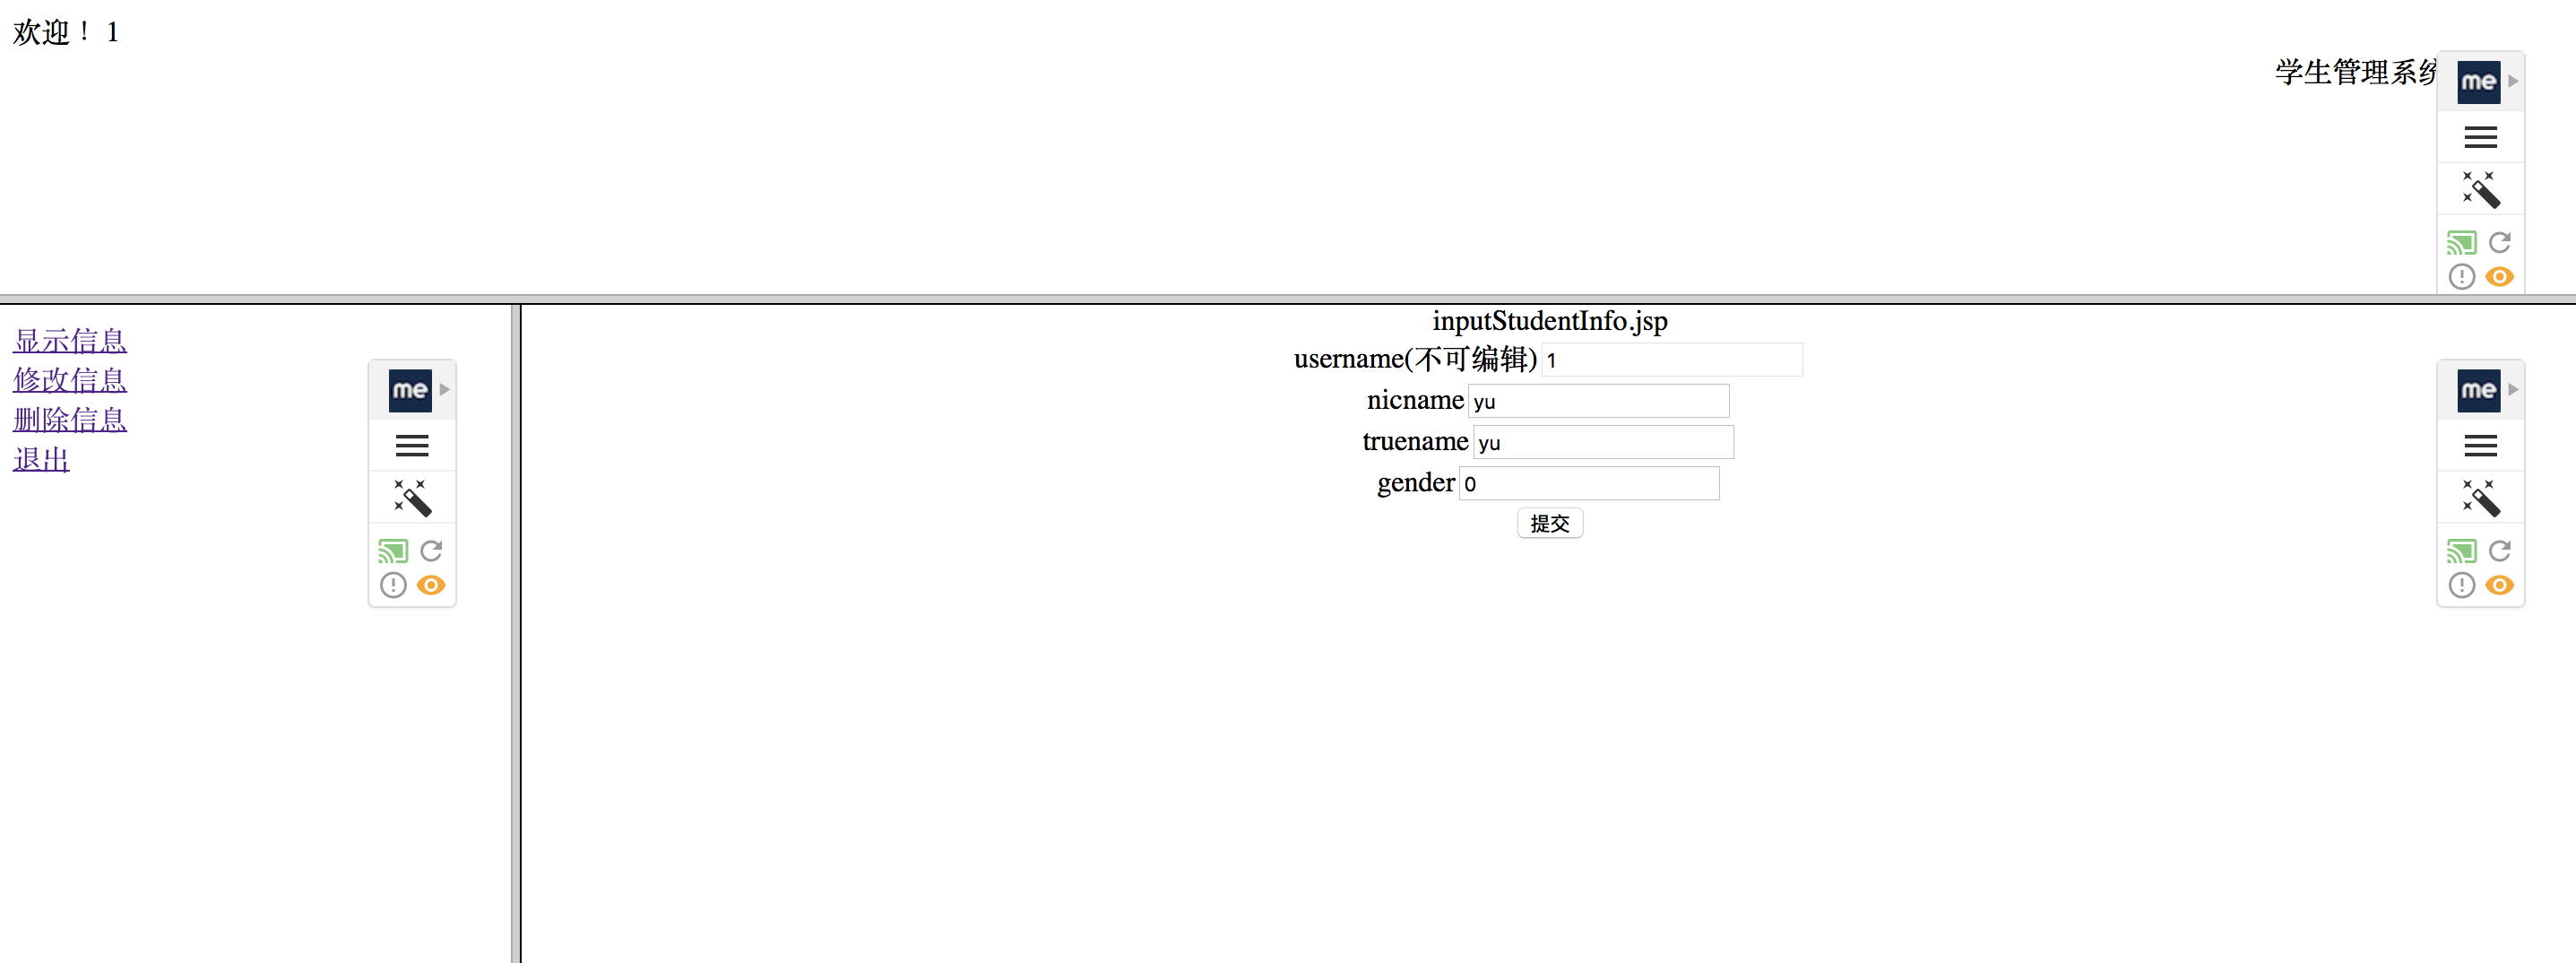 欢迎！ 1
学生管理系统
me
显示信息
修改信息
删除信息
退出
me
inputStudentInfo.jsp
username(不可编辑) 1
nicname yu
truename yu
gender 0
提交
me